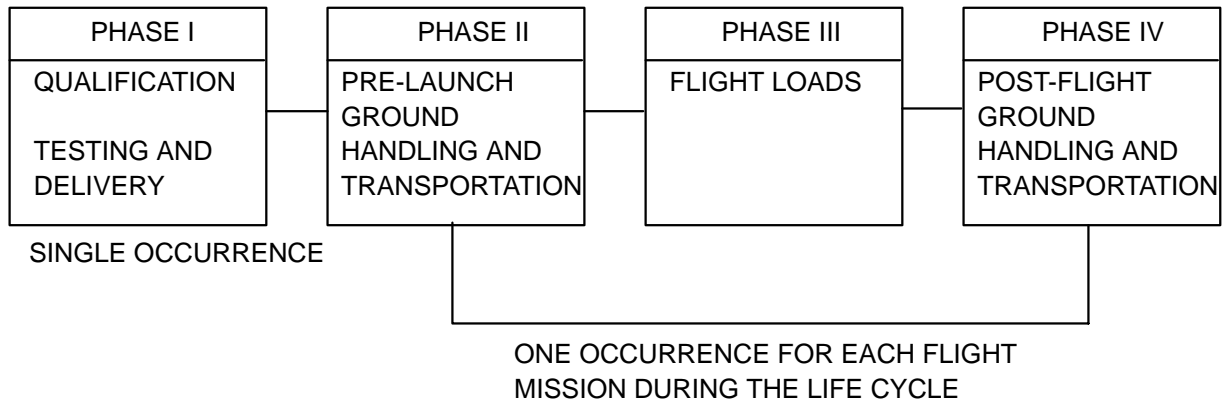 PHASE I
QUALIFICATION
TESTING AND
DELIVERY
SINGLE OCCURRENCE
PHASE II
PRE-LAUNCH
GROUND
HANDLING AND
TRANSPORTATION
PHASE III
FLIGHT LOADS
PHASE IV
POST-FLIGHT
GROUND
HANDLING AND
TRANSPORTATION
ONE OCCURRENCE FOR EACH FLIGHT
MISSION DURING THE LIFE CYCLE